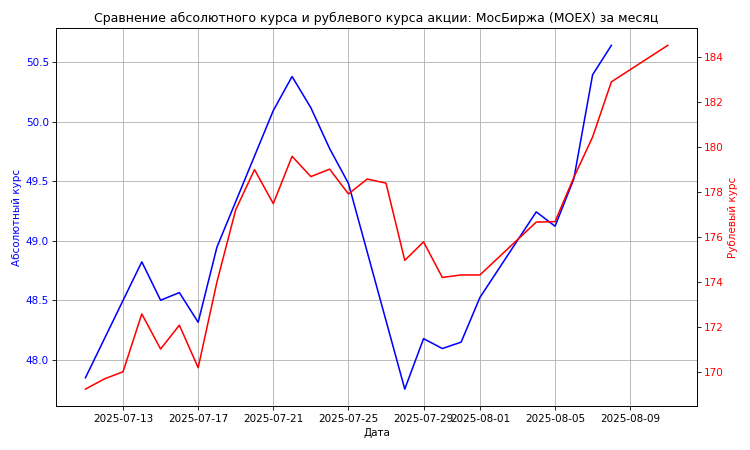 Сравнение абсолютного курса и рублевого курса акции: МосБиржа (MOEX) за месяц
50.5
50.0
49.5
49.0
48.5
48.0
Абсолютный курс
184
182
180
178
176
174
172
170
Рублевый курс
2025-07-13 2025-07-17 2025-07-21 2025-07-25 2025-07-29 2025-08-01 2025-08-05 2025-08-09
Дата